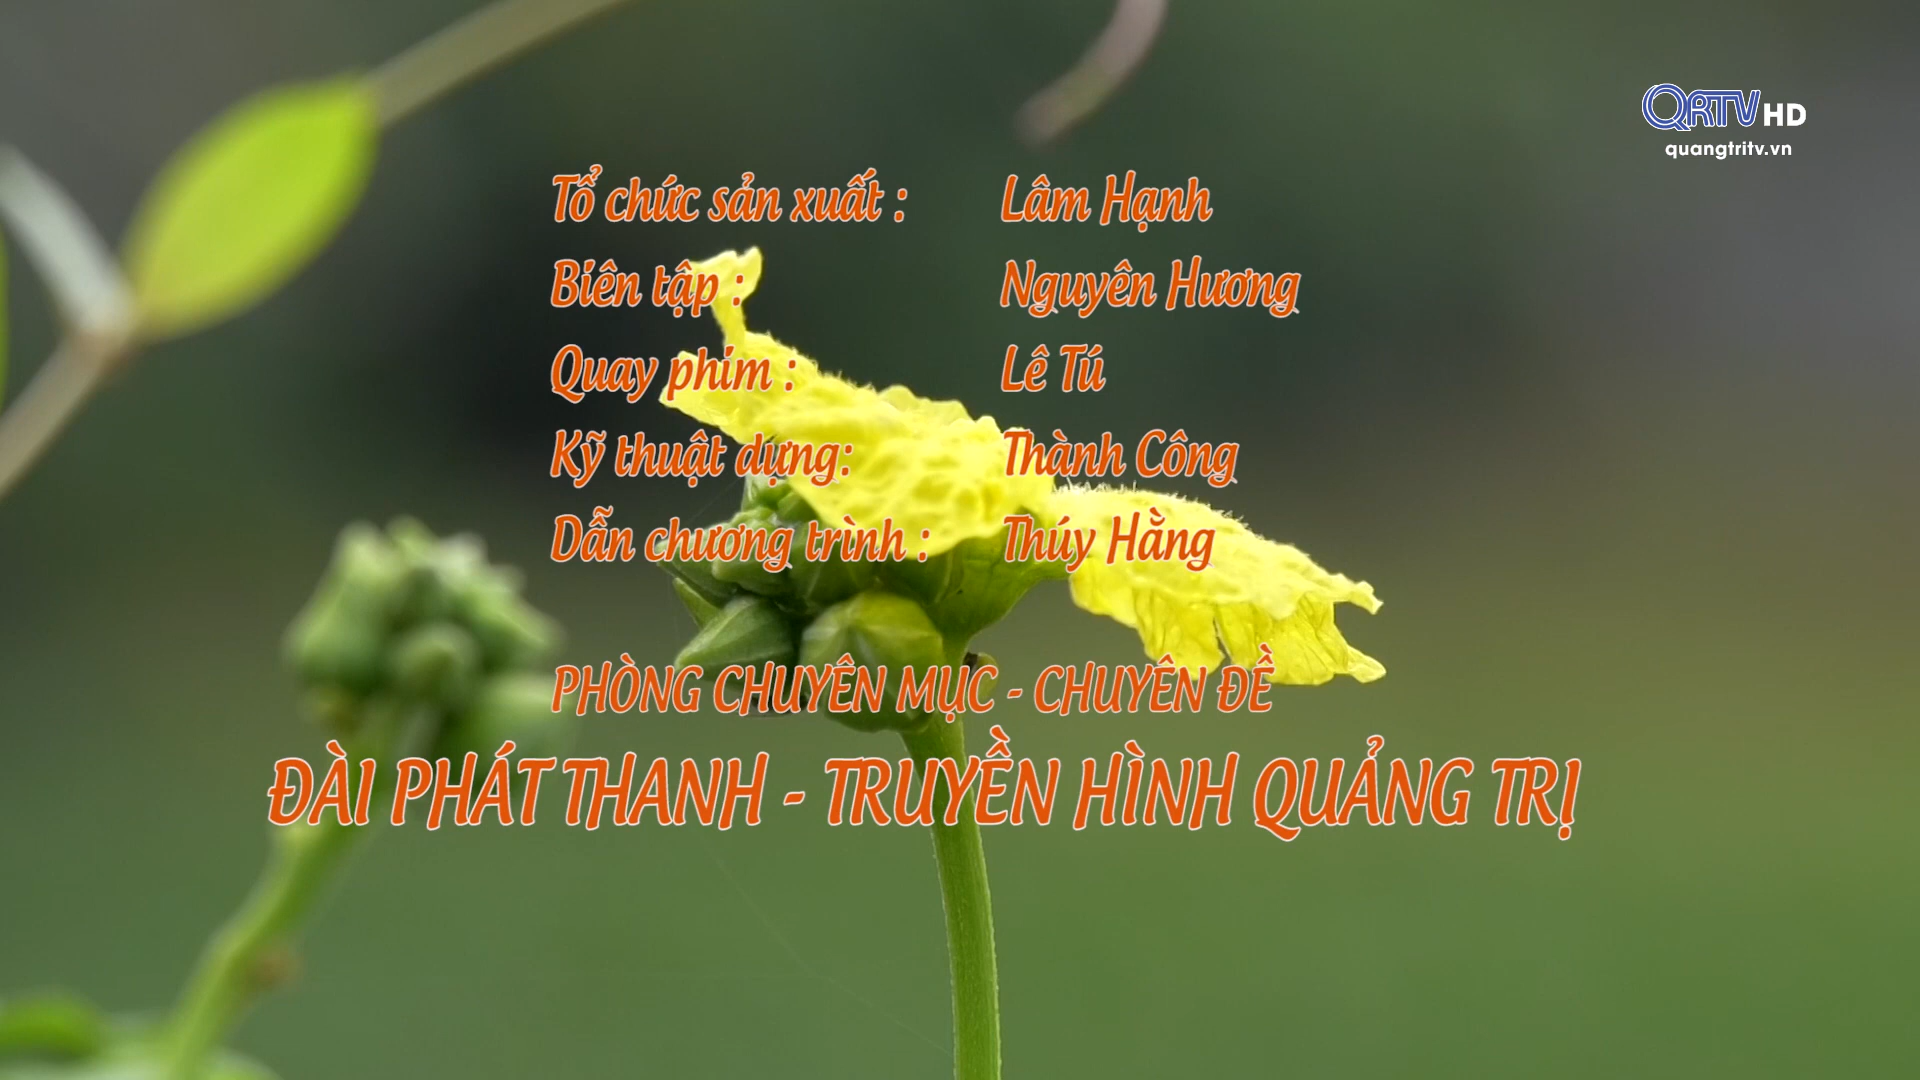 QRTV HD
quangtritv.vn
Tổ chức sản xuất : Lâm Hạnh
Biên tập : Nguyên Hương
Quay phim : Lê Tú
Kỹ thuật dựng: Thành Công
Dẫn chương trình : Thúy Hằng
PHÒNG CHUYÊN MỤC - CHUYÊN ĐỀ
ĐÀI PHÁT THANH - TRUYỀN HÌNH QUẢNG TRỊ